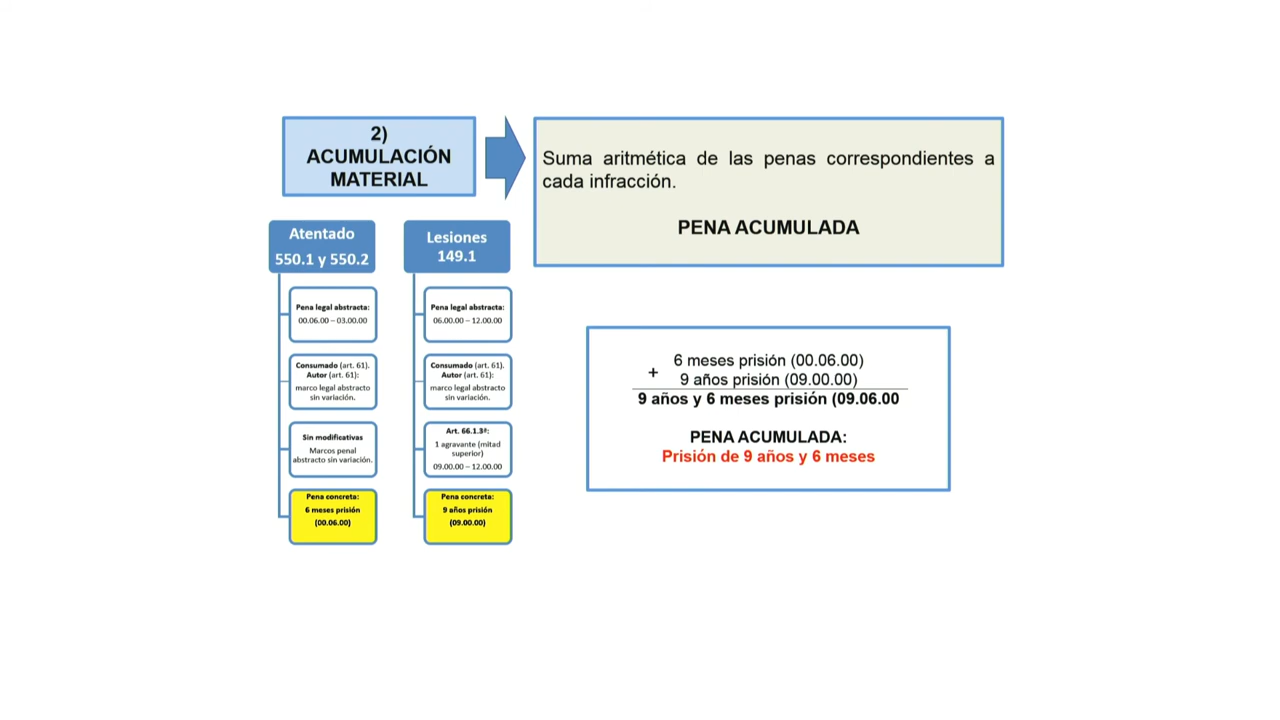 2)
ACUMULACIÓN
MATERIAL
Suma aritmética de las penas correspondientes a
cada infracción.
PENA ACUMULADA
Atentado
550.1 y 550.2
Pena legal abstracta:
00.06.00 – 03.00.00
Consumado (art. 61).
Autor (art. 61):
marco legal abstracto
sin variación.
Sin modificativas
Marcos penal
abstracto sin variación.
Pena concreta:
6 meses prisión
(00.06.00)
Lesiones
149.1
Pena legal abstracta:
06.00.00 – 12.00.00
Consumado (art. 61).
Autor (art. 61):
marco legal abstracto
sin variación.
Art. 66.1.3ª:
1 agravante (mitad
superior)
09.00.00 – 12.00.00
Pena concreta:
9 años prisión
(09.00.00)
6 meses prisión (00.06.00)
+ 9 años prisión (09.00.00)
9 años y 6 meses prisión (09.06.00
PENA ACUMULADA:
Prisión de 9 años y 6 meses